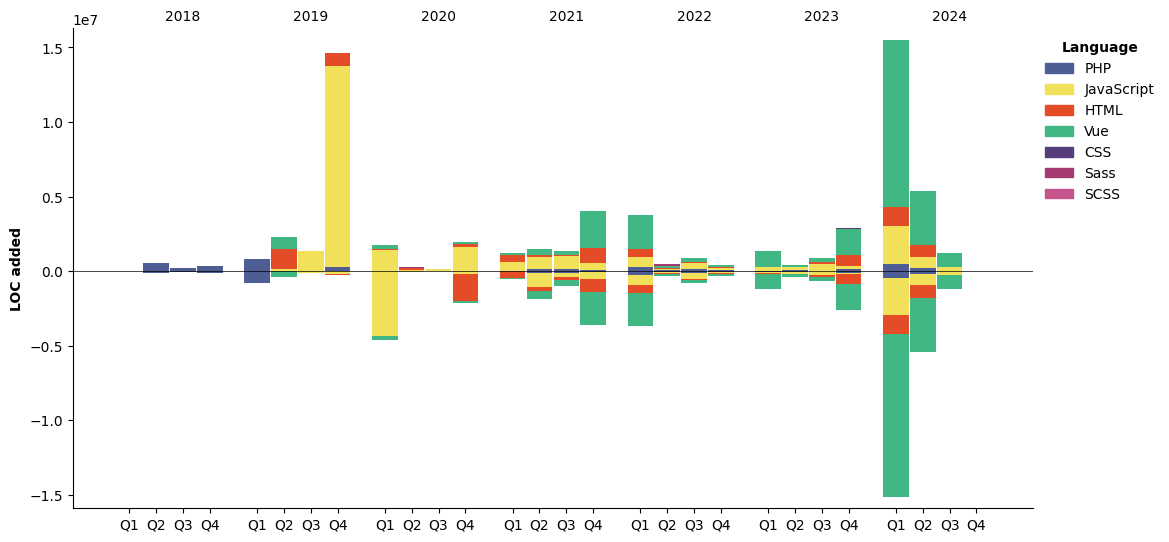 2018 2019 2020 2021 2022 2023 2024
1e7
1.5
1.0
0.5
0.0
−0.5
−1.0
−1.5
LOC added
Language
PHP
JavaScript
HTML
Vue
CSS
Sass
SCSS
Q1 Q2 Q3 Q4 Q1 Q2 Q3 Q4 Q1 Q2 Q3 Q4 Q1 Q2 Q3 Q4 Q1 Q2 Q3 Q4 Q1 Q2 Q3 Q4 Q1 Q2 Q3 Q4